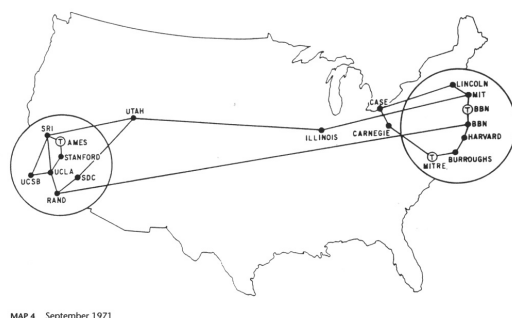 LINCOLN
MIT
T BBN
BBN
HARVARD
BURROUGHS
T
MITRE
CASE
CARNEGIE
ILLINOIS
UTAH
SRI
T AMES
STANFORD
UCLA
SDC
UCSB
RAND
MAP 4 September 1971